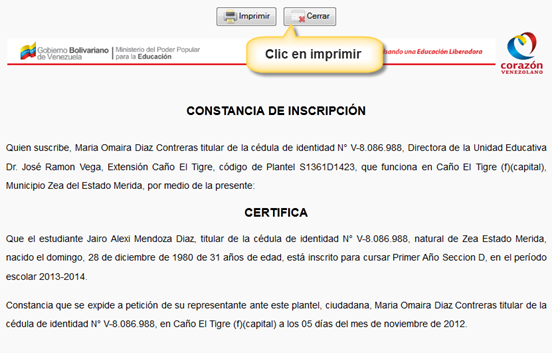 Imprimir Cerrar
Gobierno Bolivariano Ministerio del Poder Popular
de Venezuela para la Educación
Clic en imprimir
ando una Educación Liberadora
corazón
VENEZOLANO
CONSTANCIA DE INSCRIPCIÓN
Quien suscribe, Maria Omaira Diaz Contreras titular de la cédula de identidad N° V-8.086.988, Directora de la Unidad Educativa
Dr. José Ramon Vega, Extensión Caño El Tigre, código de Plantel S1361D1423, que funciona en Caño El Tigre (f)(capital),
Municipio Zea del Estado Merida, por medio de la presente:
CERTIFICA
Que el estudiante Jairo Alexi Mendoza Diaz, titular de la cédula de identidad N° V-8.086.988, natural de Zea Estado Merida,
nacido el domingo, 28 de diciembre de 1980 de 31 años de edad, está inscrito para cursar Primer Año Seccion D, en el período
escolar 2013-2014.
Constancia que se expide a petición de su representante ante este plantel, ciudadana, Maria Omaira Diaz Contreras titular de la
cédula de identidad N° V-8.086.988, en Caño El Tigre (f)(capital) a los 05 días del mes de noviembre de 2012.